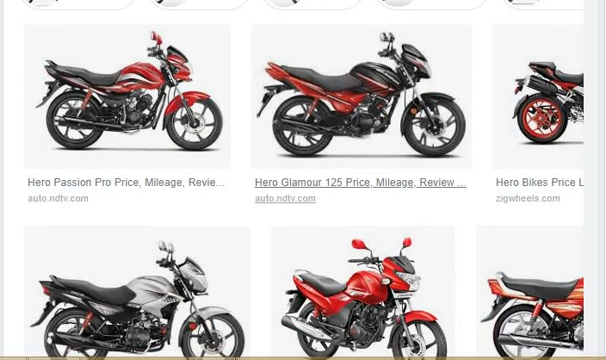 Hero Passion Pro Price, Mileage, Revie...
Hero Glamour 125 Price, Mileage, Review ...
Hero Bikes Price L
auto.ndtv.com
auto.ndtv.com
zigwheels.com